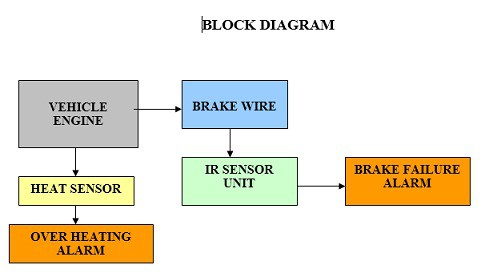 BLOCK DIAGRAM
VEHICLE
ENGINE
BRAKE WIRE
HEAT SENSOR
IR SENSOR
UNIT
BRAKE FAILURE
ALARM
OVER HEATING
ALARM